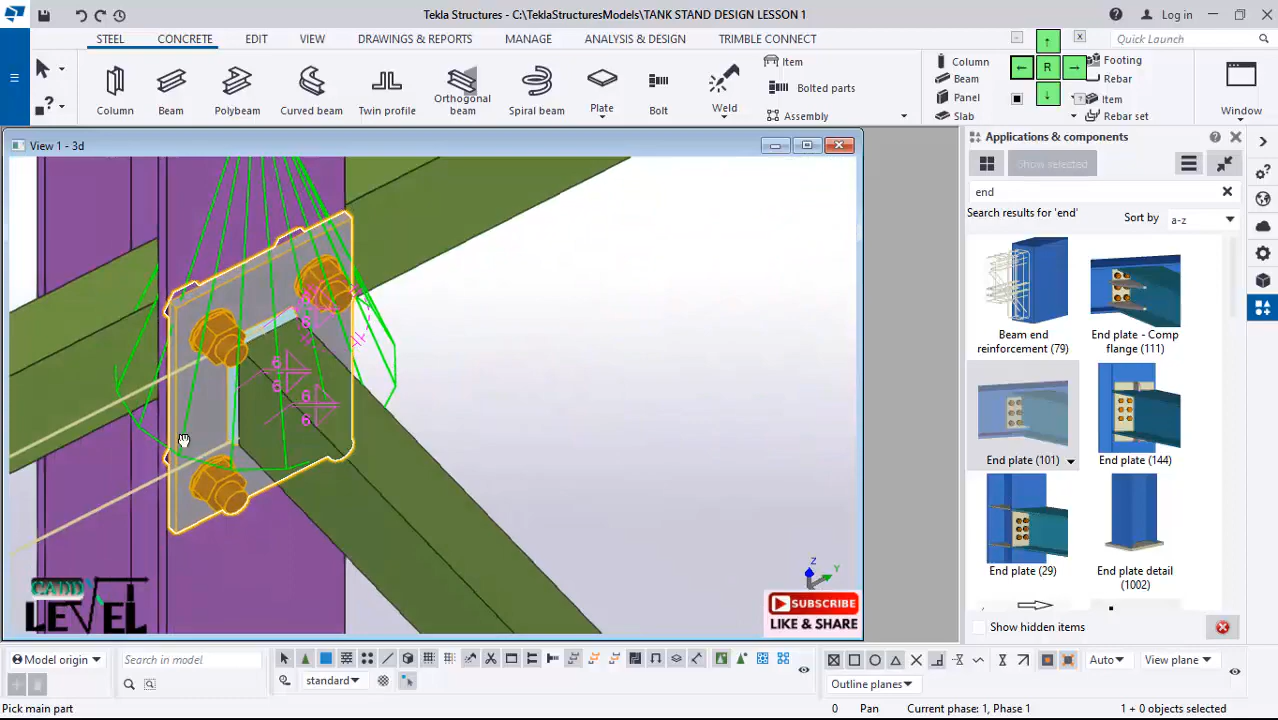 Tekla Structures - C:\TeklaStructuresModels\TANK STAND DESIGN LESSON 1
Log in
STEEL CONCRETE EDIT VIEW DRAWINGS & REPORTS MANAGE ANALYSIS & DESIGN TRIMBLE CONNECT
Quick Launch
Column
Beam
Polybeam
Curved beam
Twin profile
Orthogonal
beam
Spiral beam
Plate
Bolt
Weld
Item
Bolted parts
Assembly
Column
Beam
Panel
Slab
R
Footing
Rebar
Item
Rebar set
Window
View 1 - 3d
Applications & components
Show selected
end
Search results for 'end'
Sort by a-z
Beam end
reinforcement (79)
End plate - Comp
flange (111)
End plate (101)
End plate (144)
End plate (29)
End plate detail
(1002)
Show hidden items
6
6
6
6
6
Z
Y
CADD
LEVEL
SUBSCRIBE
LIKE & SHARE
Model origin
Search in model
standard
Auto
View plane
Outline planes
Pick main part
0 Pan Current phase: 1, Phase 1 1 + 0 objects selected